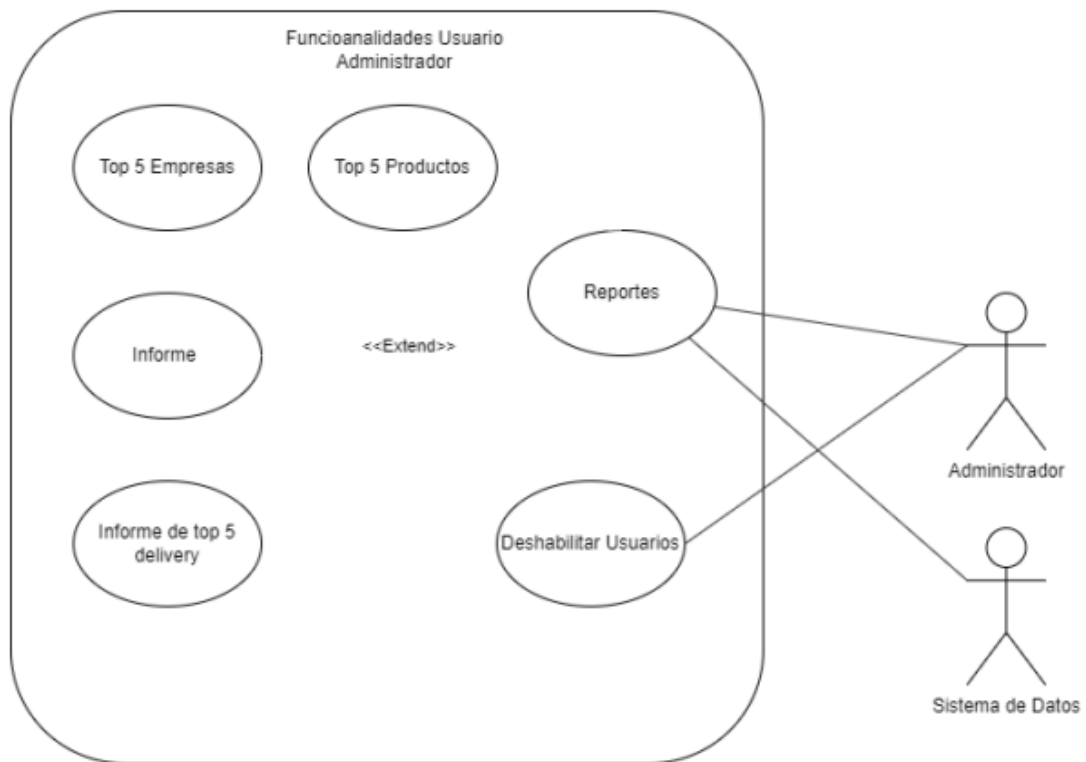 Funcioanalidades Usuario
Administrador
Top 5 Empresas
Top 5 Productos
Reportes
Informe
<<Extend>>
Administrador
Informe de top 5
delivery
Deshabilitar Usuarios
Sistema de Datos